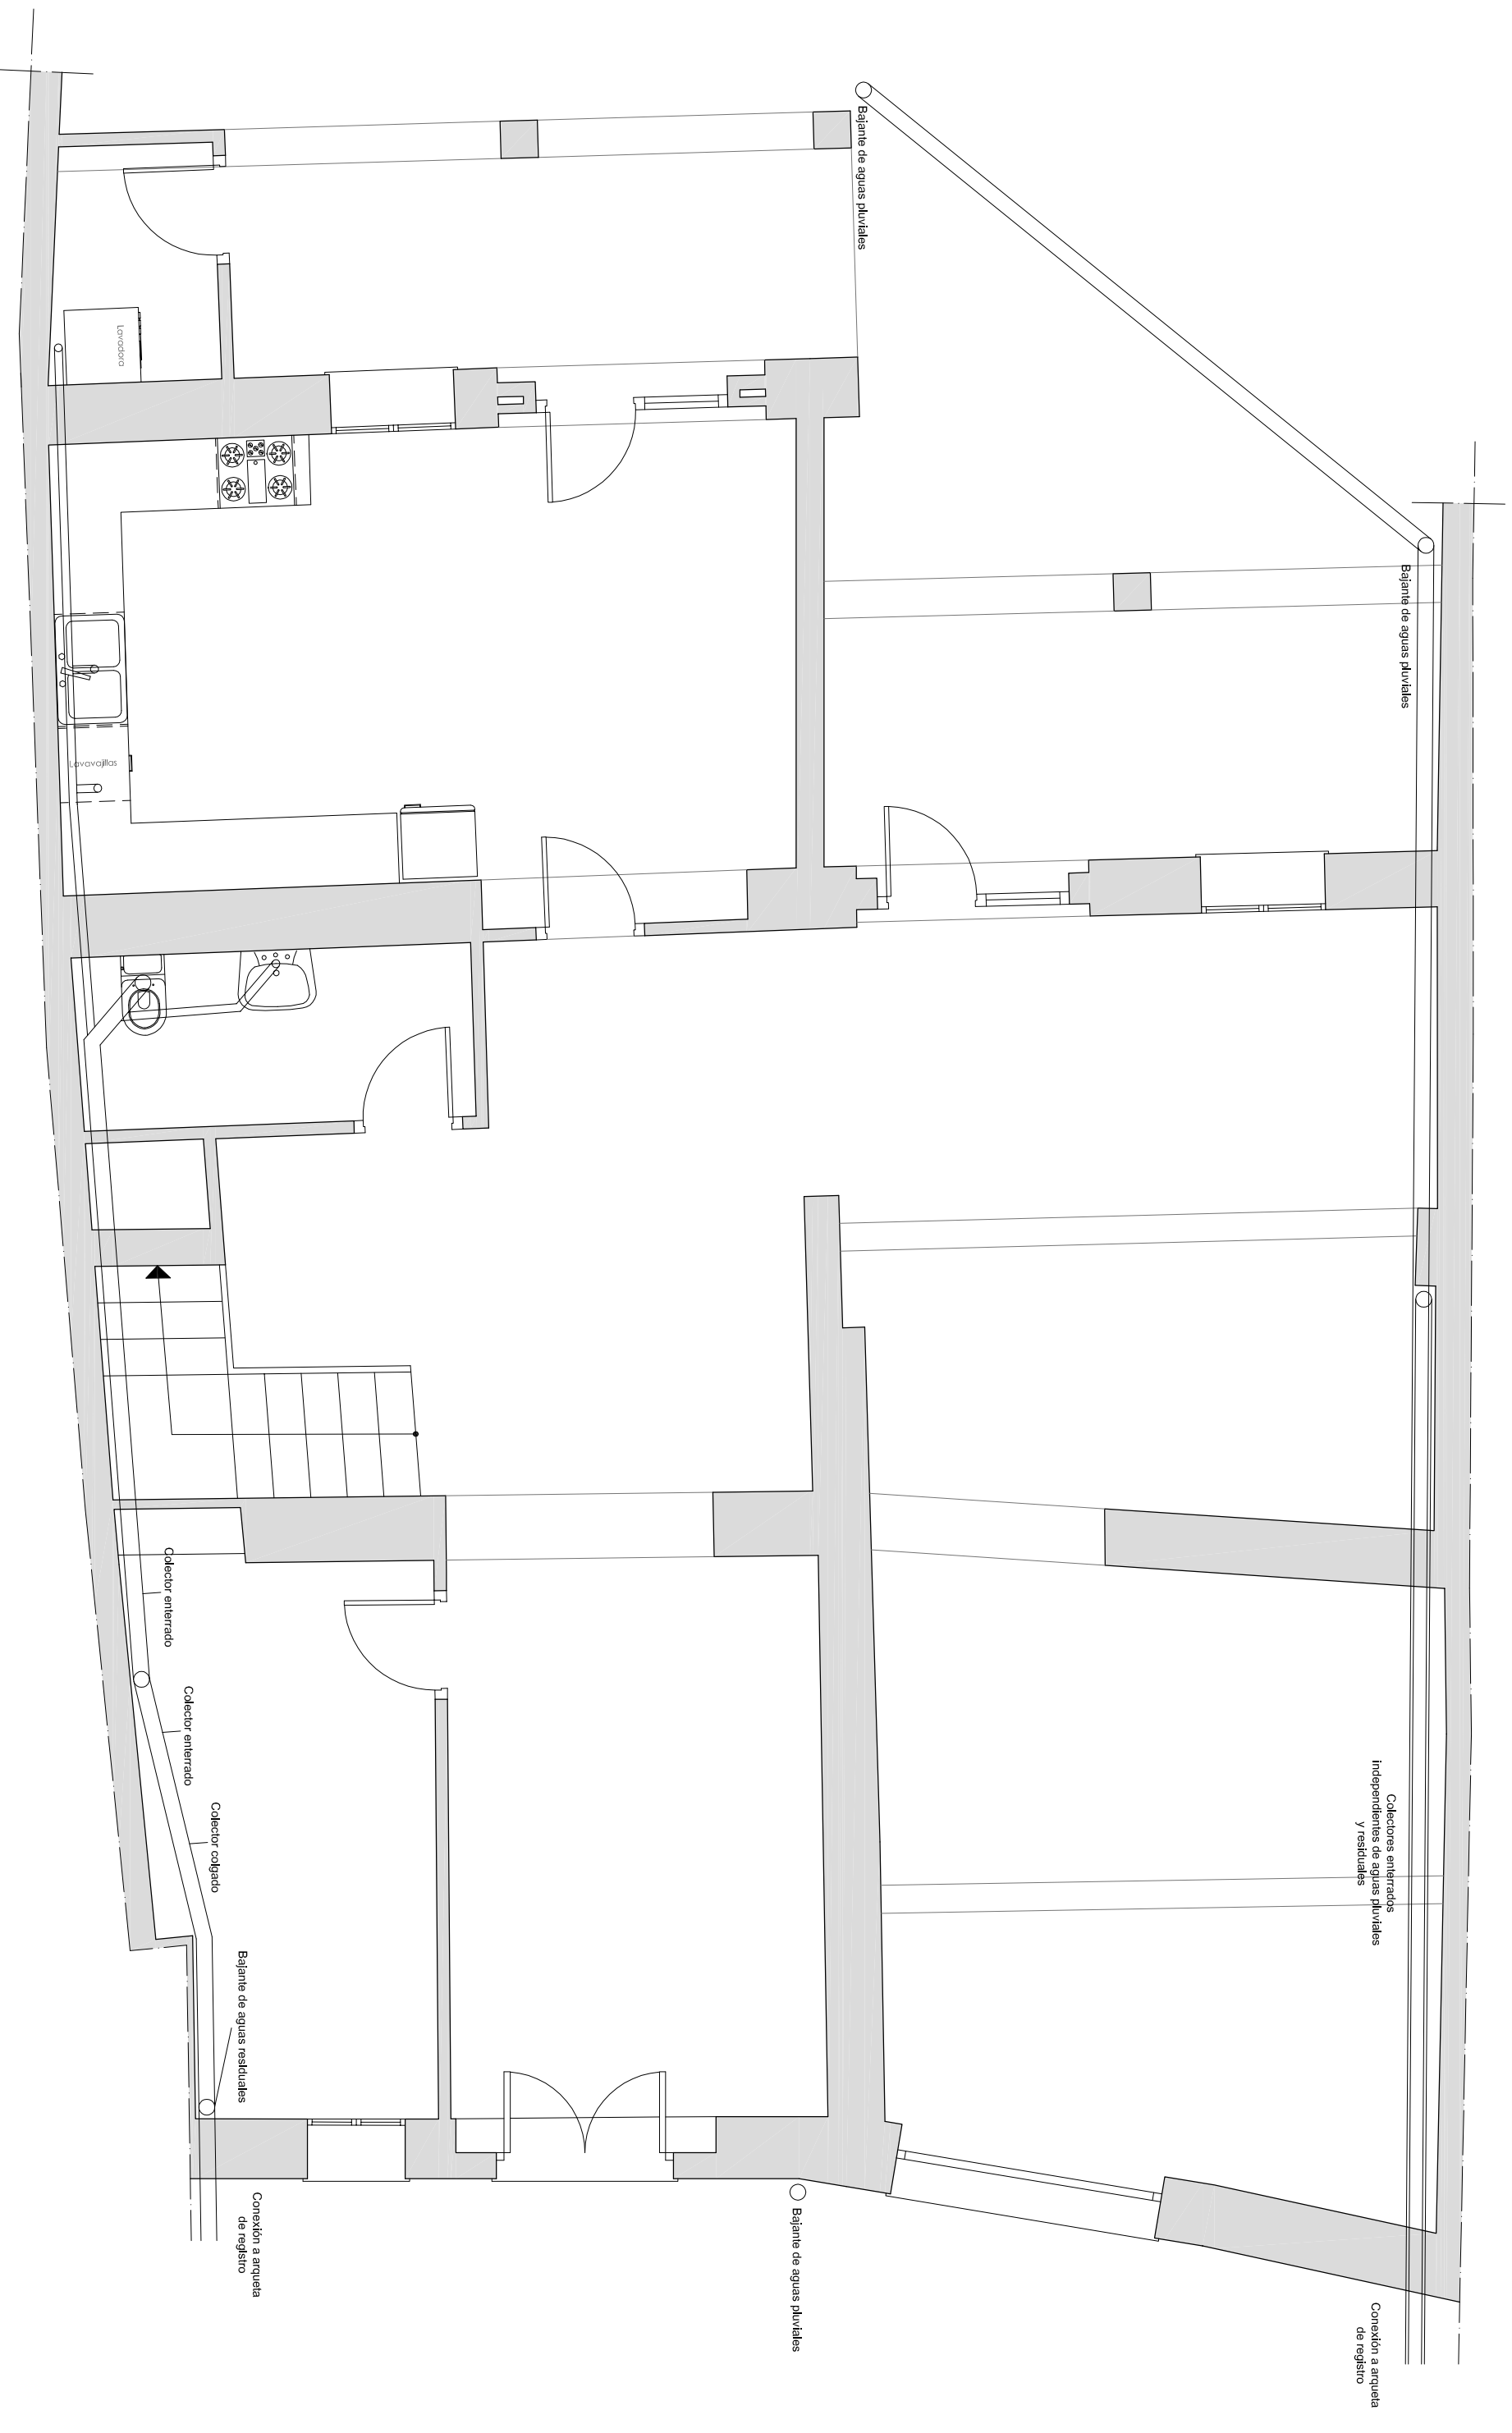 Bajante de aguas pluviales
Lavadora
Bajante de aguas pluviales
Lavavajillas
Colector enterrado
Colector enterrado
Colector colgado
Colectores enterrados
independientes de aguas pluviales
y residuales
Bajante de aguas residuales
Conexión a arqueta
de registro
Bajante de aguas pluviales
Conexión a arqueta
de registro